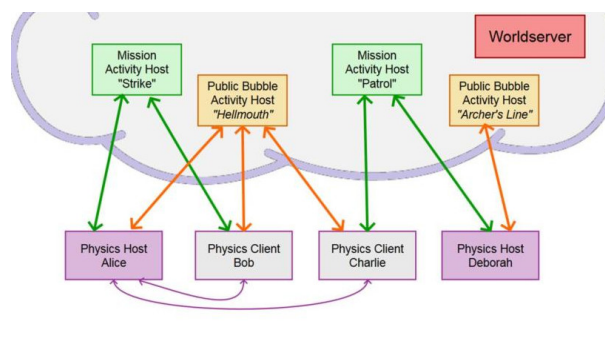 Worldserver
Mission
Activity Host
"Strike"
Public Bubble
Activity Host
"Hellmouth"
Mission
Activity Host
"Patrol"
Public Bubble
Activity Host
"Archer's Line"
Physics Host
Alice
Physics Client
Bob
Physics Client
Charlie
Physics Host
Deborah